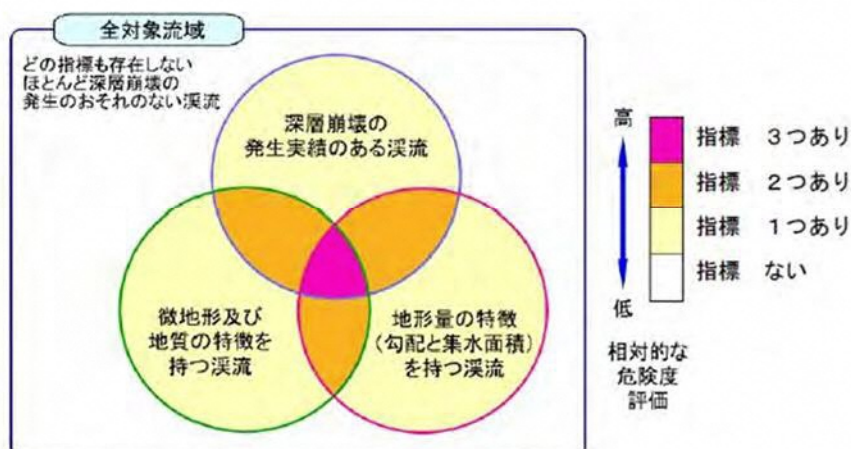 全対象流域
どの指標も存在しない
ほとんど深層崩壊の
発生のおそれのない渓流
深層崩壊の
発生実績のある渓流
微地形及び
地質の特徴を
持つ渓流
地形量の特徴
（勾配と集水面積）
を持つ渓流
高
低
相対的な
危険度
評価
指標　３つあり
指標　２つあり
指標　１つあり
指標　ない